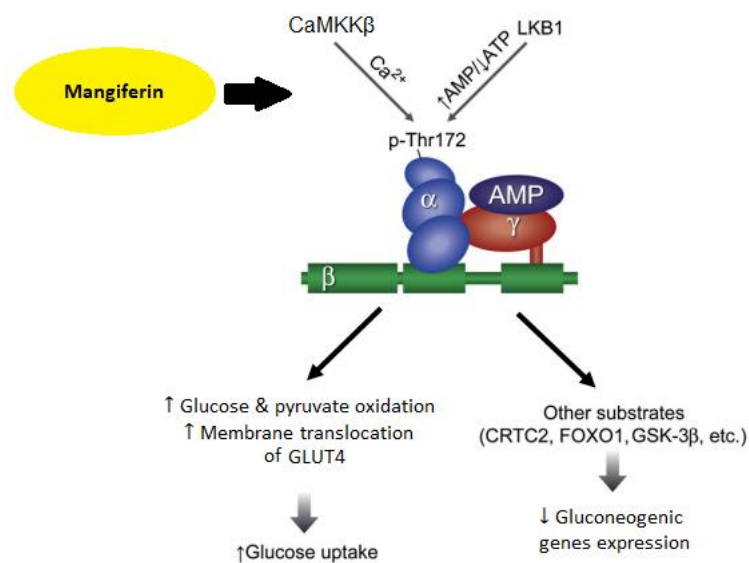 CaMKKβ
LKB1
Mangiferin
Ca²⁺
↑AMP/↓ATP
p-Thr172
α
AMP
γ
β
↑ Glucose & pyruvate oxidation
↑ Membrane translocation
of GLUT4
Other substrates
(CRTC2, FOXO1, GSK-3β, etc.)
↑Glucose uptake
↓ Gluconeogenic
genes expression